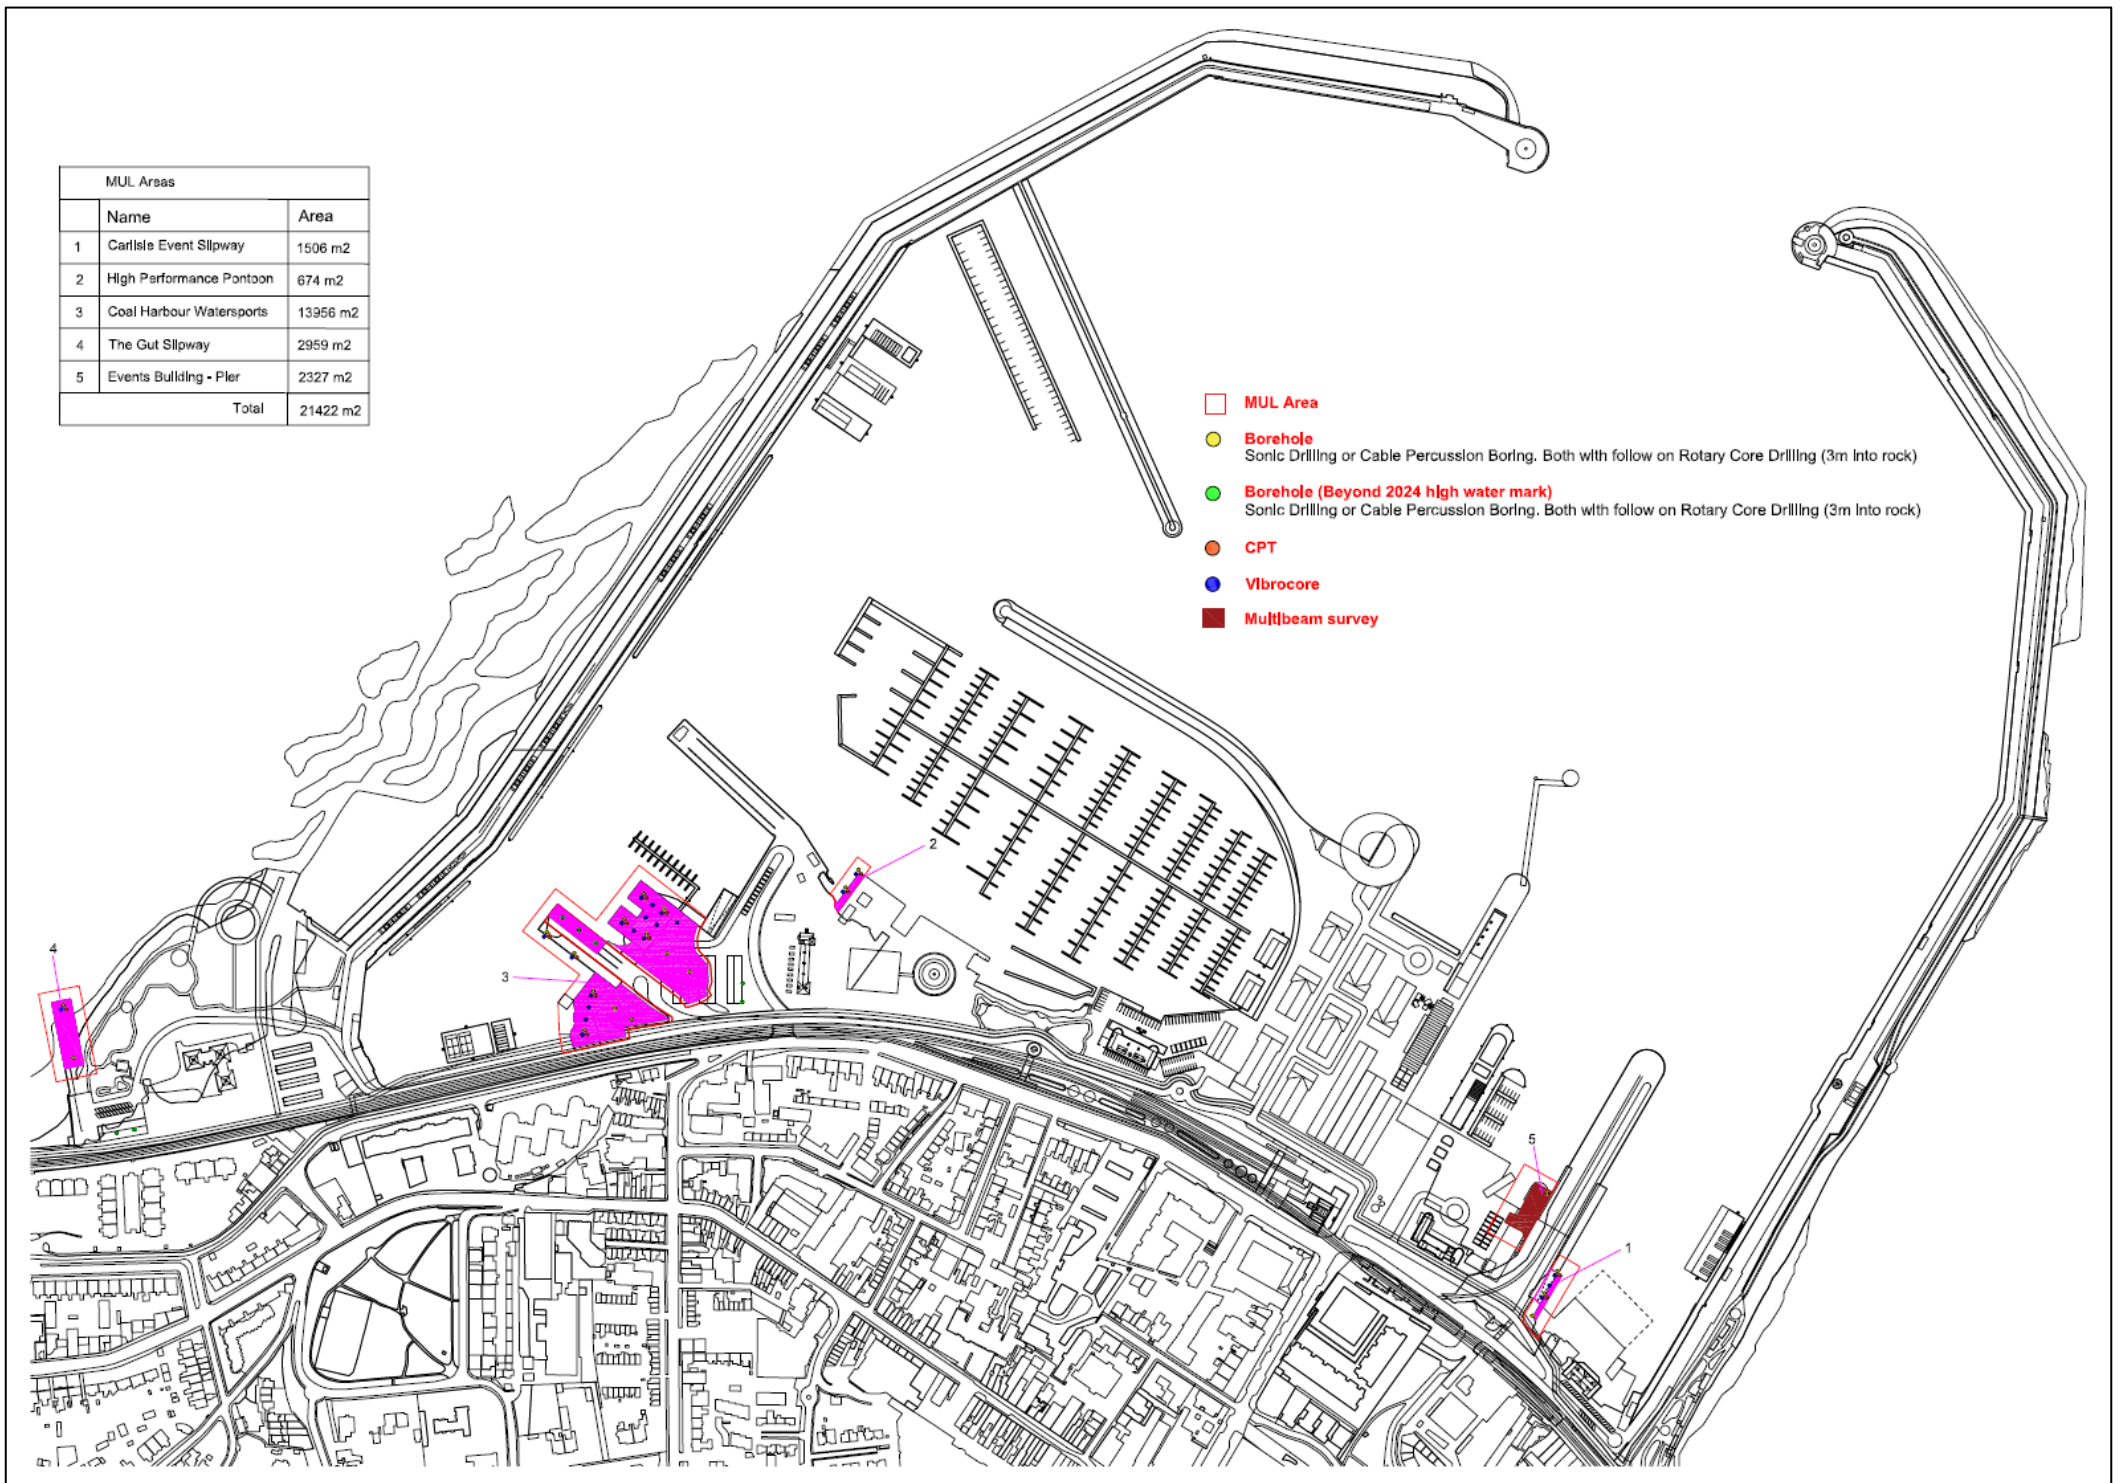 MUL Areas
Name Area
1 Carlisle Event Slipway 1506 m2
2 High Performance Pontoon 674 m2
3 Coal Harbour Watersports 13956 m2
4 The Gut Slipway 2959 m2
5 Events Building - Pier 2327 m2
Total 21422 m2
MUL Area
Borehole
Sonic Drilling or Cable Percussion Boring. Both with follow on Rotary Core Drilling (3m into rock)
Borehole (Beyond 2024 high water mark)
Sonic Drilling or Cable Percussion Boring. Both with follow on Rotary Core Drilling (3m into rock)
CPT
Vibrocore
Multibeam survey
2
4
3
5
1